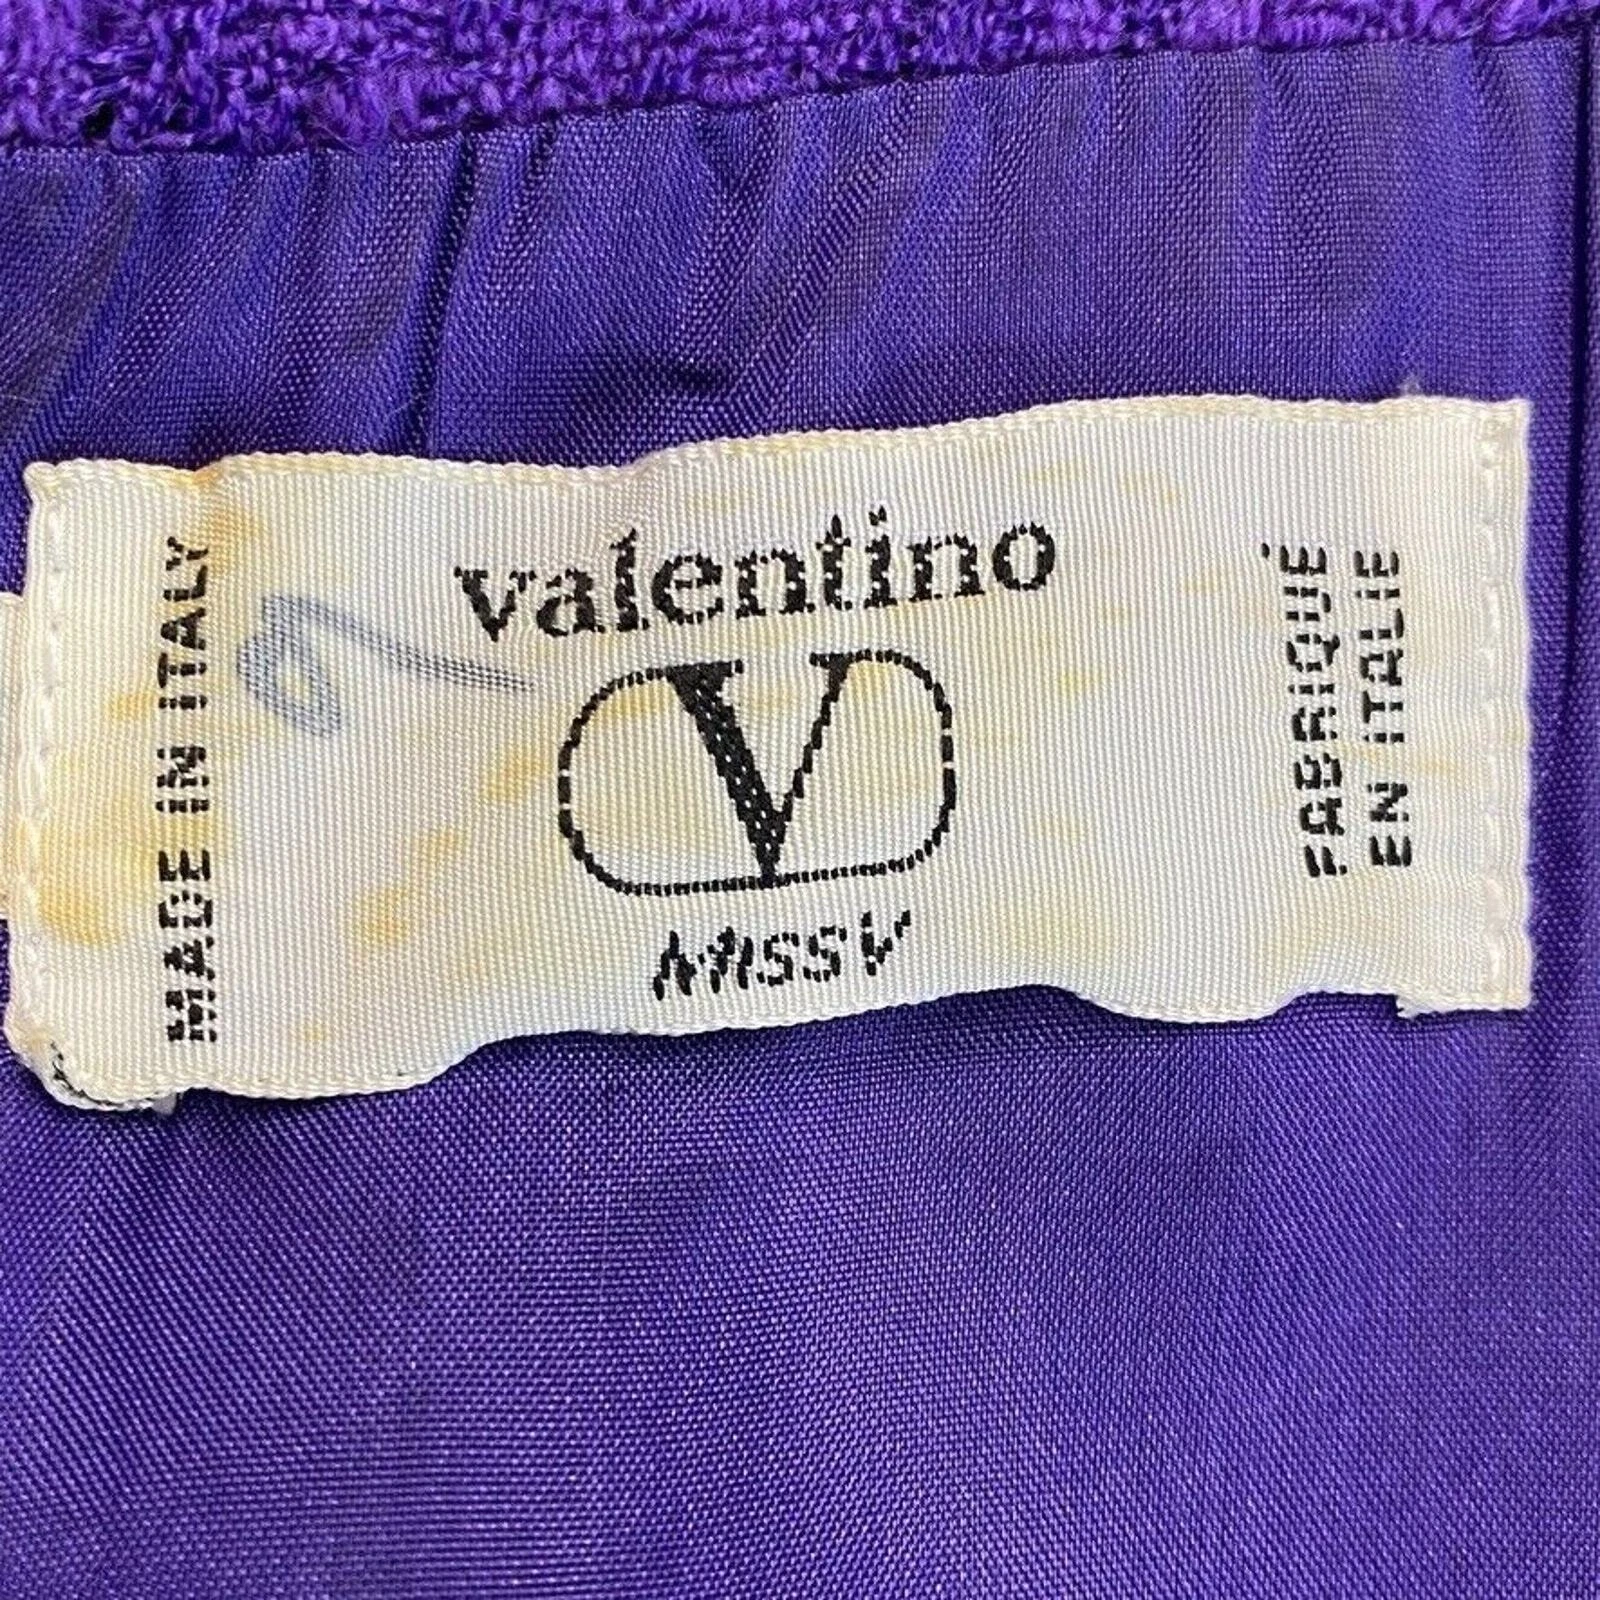 MADE IN ITALY
valentino
V
MISS V
FABRIQUÉ
EN ITALIE